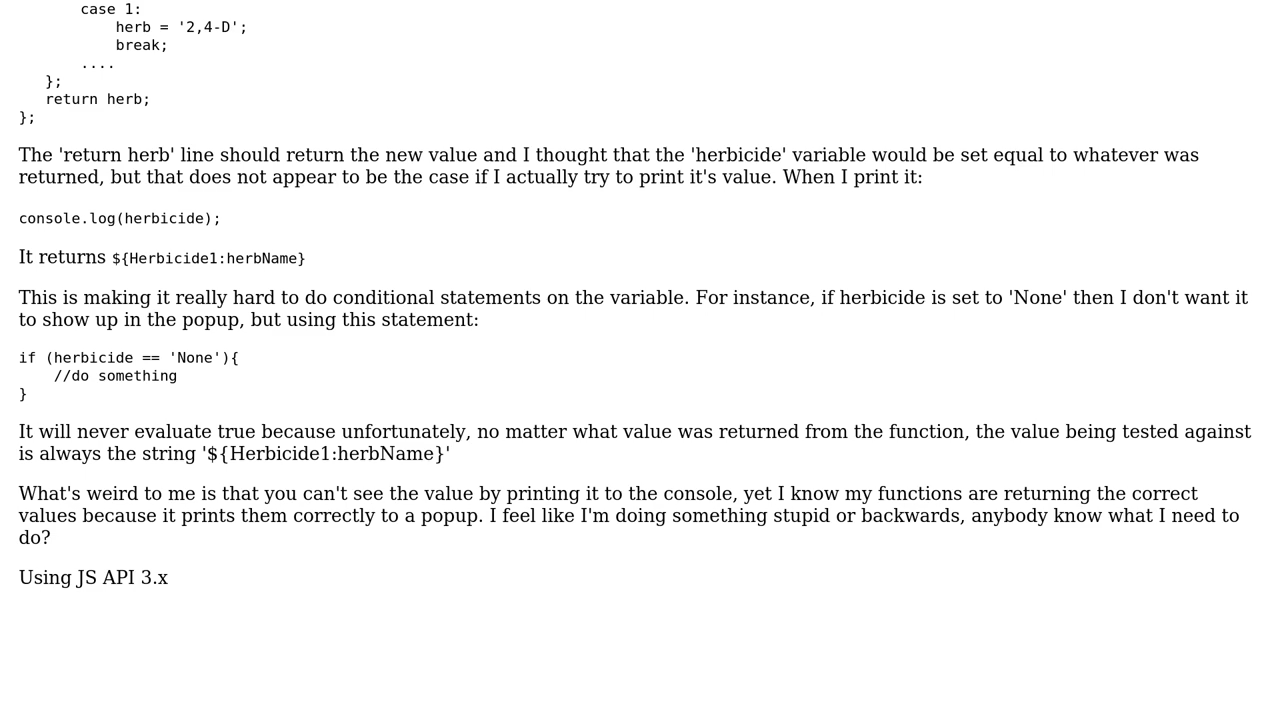 case 1:
herb = '2,4-D';
break;
....
};
return herb;
};
The 'return herb' line should return the new value and I thought that the 'herbicide' variable would be set equal to whatever was
returned, but that does not appear to be the case if I actually try to print it's value. When I print it:
console.log(herbicide);
It returns ${Herbicide1:herbName}
This is making it really hard to do conditional statements on the variable. For instance, if herbicide is set to 'None' then I don't want it
to show up in the popup, but using this statement:
if (herbicide == 'None'){
//do something
}
It will never evaluate true because unfortunately, no matter what value was returned from the function, the value being tested against
is always the string '${Herbicide1:herbName}'
What's weird to me is that you can't see the value by printing it to the console, yet I know my functions are returning the correct
values because it prints them correctly to a popup. I feel like I'm doing something stupid or backwards, anybody know what I need to
do?
Using JS API 3.x